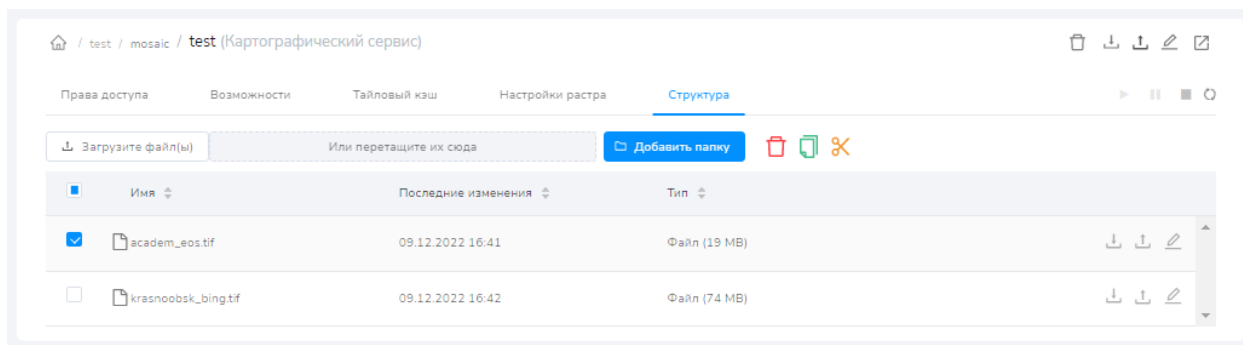 / test / mosaic / test (Картографический сервис)
Права доступа Возможности Тайловый кэш Настройки растра Структура
Загрузите файл(ы) Или перетащите их сюда Добавить папку
Имя Последние изменения Тип
academ_eos.tif 09.12.2022 16:41 Файл (19 MB)
krasnoobsk_bing.tif 09.12.2022 16:42 Файл (74 MB)